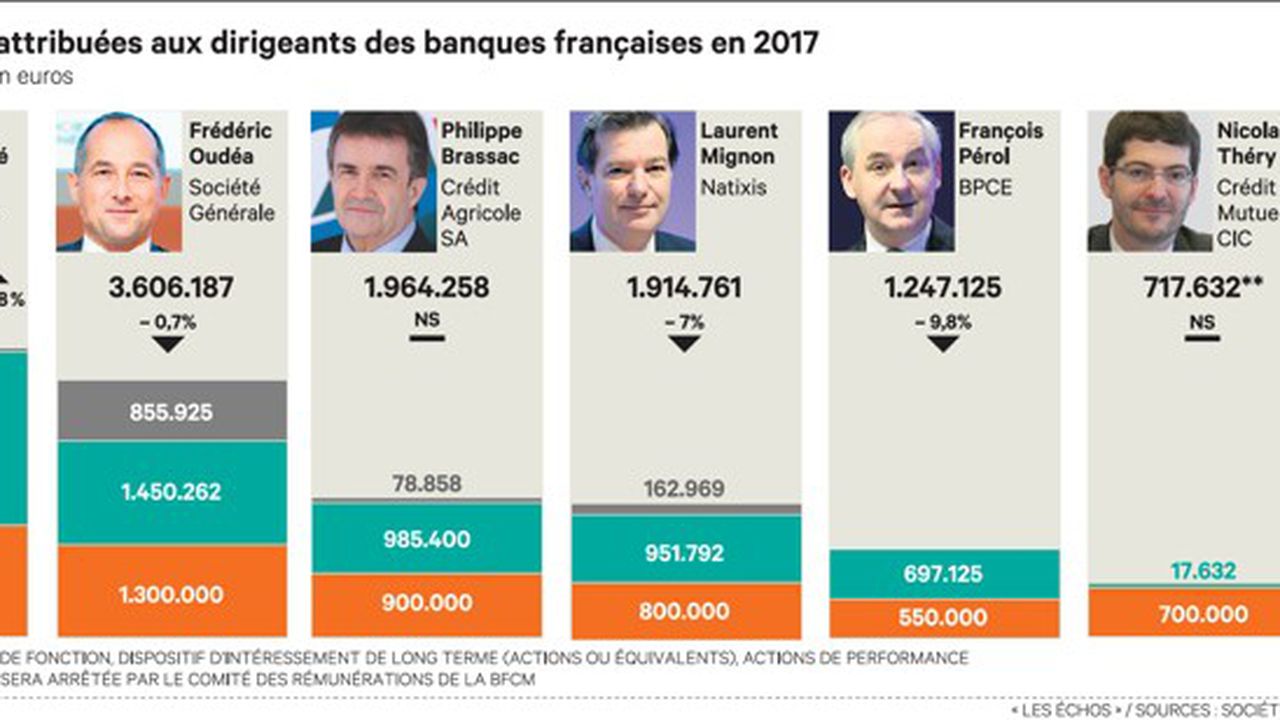 attribuées aux dirigeants des banques françaises en 2017
n euros
é
8%
Frédéric
Oudéa
Société
Générale
3.606.187
– 0,7%
855.925
1.450.262
1.300.000
Philippe
Brassac
Crédit
Agricole
SA
1.964.258
NS
78.858
985.400
900.000
Laurent
Mignon
Natixis
1.914.761
– 7%
162.969
951.792
800.000
François
Pérol
BPCE
1.247.125
– 9,8%
697.125
550.000
Nicola
Théry
Crédit
Mutue
CIC
717.632**
NS
17.632
700.000
DE FONCTION, DISPOSITIF D'INTÉRESSEMENT DE LONG TERME (ACTIONS OU ÉQUIVALENTS), ACTIONS DE PERFORMANCE
SERA ARRÊTÉE PAR LE COMITÉ DES RÉMUNÉRATIONS DE LA BFCM
« LES ÉCHOS » / SOURCES : SOCIÉT